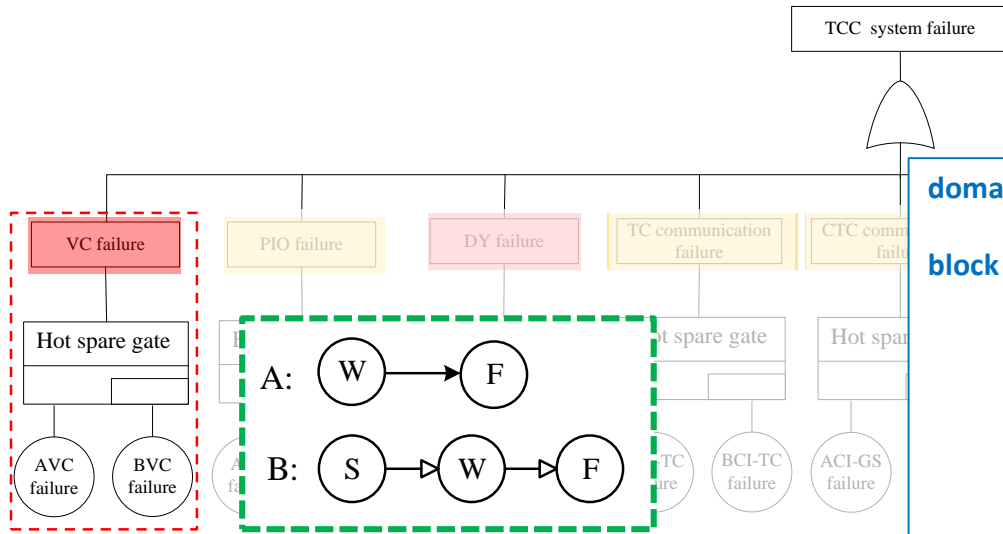 TCC system failure
doma
block
VC failure
PIO failure
DY failure
TC communication
failure
CTC comm
failu
Hot spare gate
ot spare gate
Hot spar
A:
W
F
B:
S
W
F
AVC
failure
BVC
failure
-TC
ure
BCI-TC
failure
ACI-GS
failure